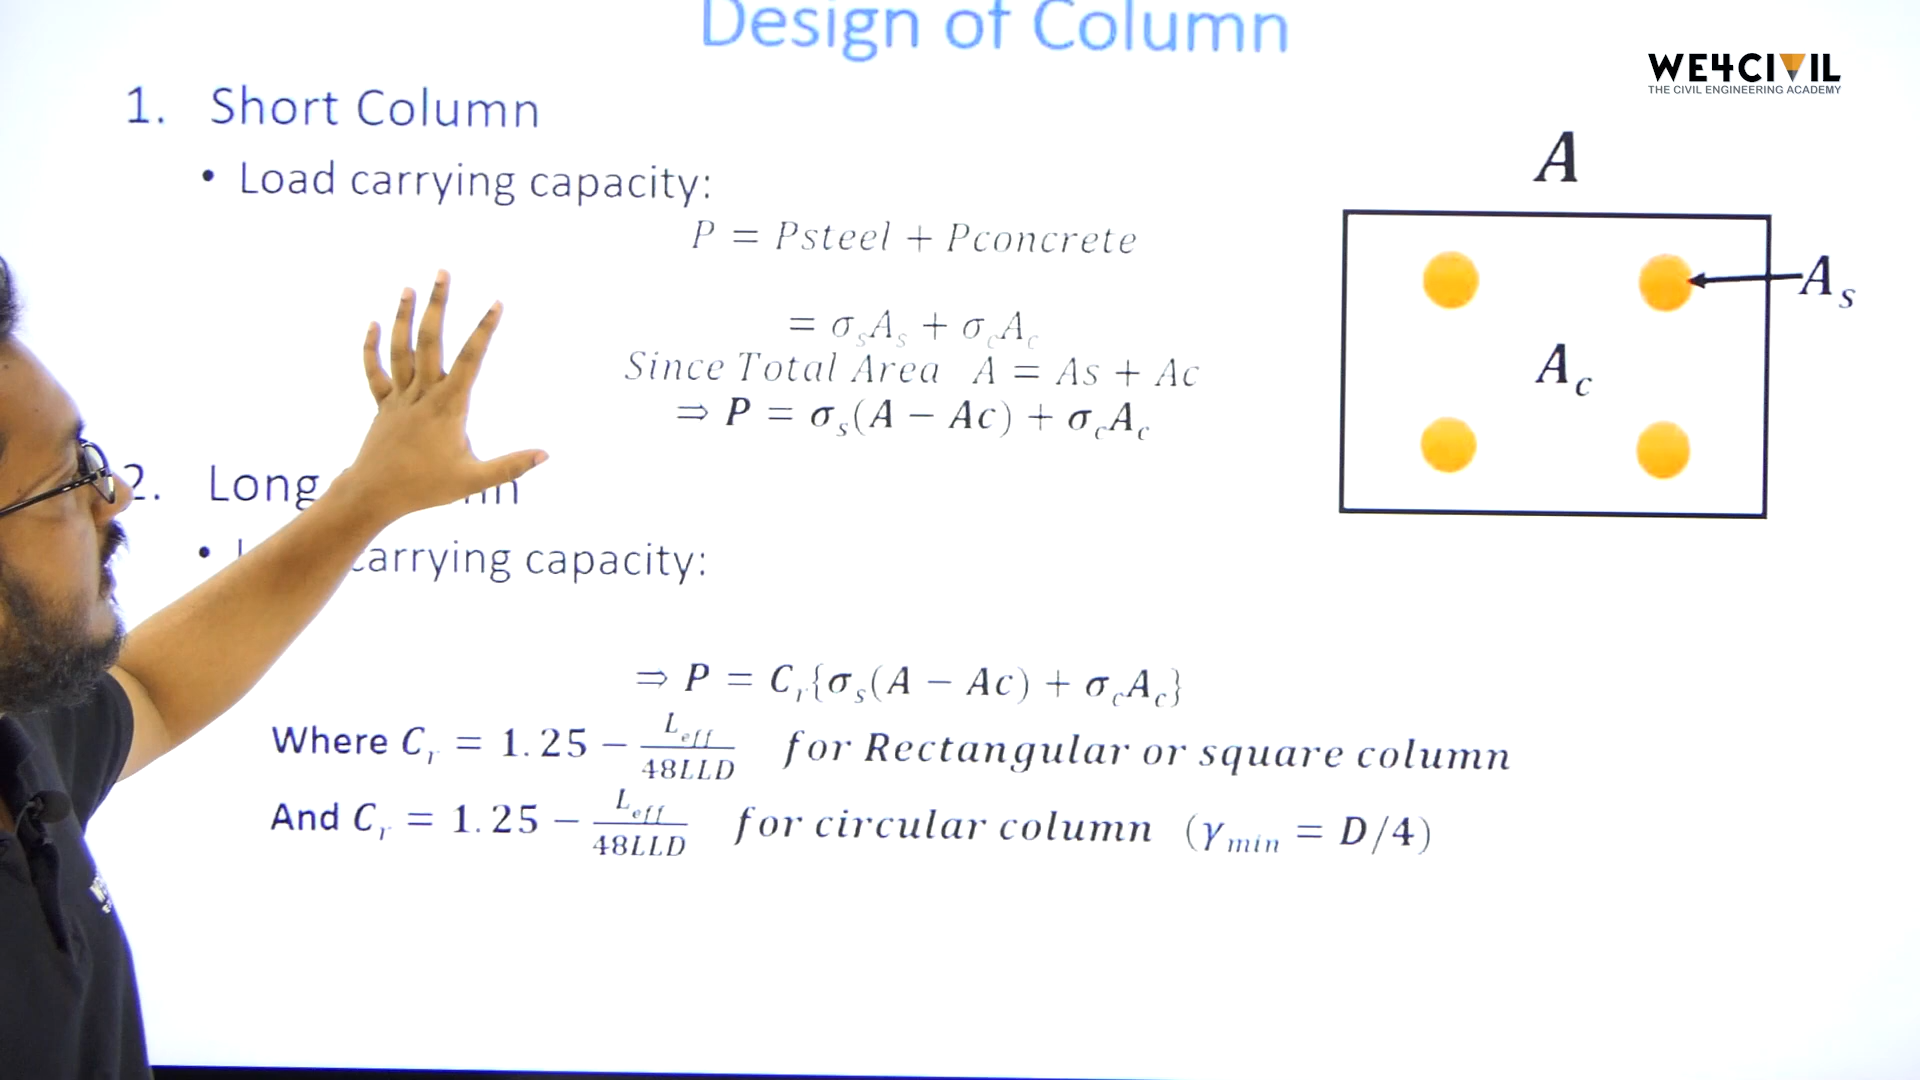 Design of Column
WE4CIVIL
THE CIVIL ENGINEERING ACADEMY
1. Short Column
• Load carrying capacity:
P = Psteel + Pconcrete
= σ_s A_s + σ_c A_c
Since Total Area A = As + Ac
⇒ P = σ_s(A − Ac) + σ_c A_c
A
A_s
A_c
2. Long
• carrying capacity:
⇒ P = C_r{σ_s(A − Ac) + σ_c A_c}
Where C_r = 1.25 − L_eff/48LLD for Rectangular or square column
And C_r = 1.25 − L_eff/48LLD for circular column (γ_min = D/4)